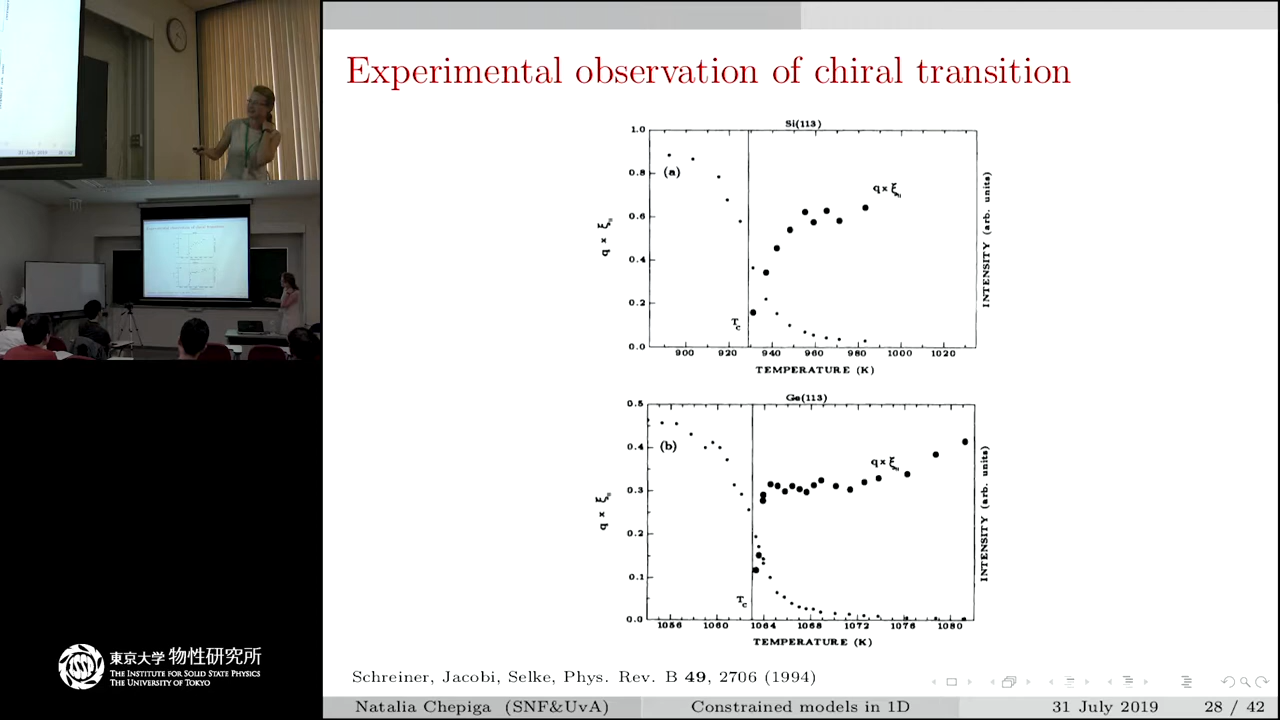 Experimental observation of chiral transition
Si(113)
1.0
0.8
0.6
0.4
0.2
0.0
(a)
q × ξ∥
q × ξ∥
Tc
INTENSITY (arb. units)
900 920 940 960 980 1000 1020
TEMPERATURE (K)
Ge(113)
0.5
0.4
0.3
0.2
0.1
0.0
(b)
q × ξ∥
q × ξ∥
Tc
INTENSITY (arb. units)
1056 1060 1064 1068 1072 1076 1080
TEMPERATURE (K)
Schreiner, Jacobi, Selke, Phys. Rev. B 49, 2706 (1994)
Natalia Chepiga (SNF&UvA) Constrained models in 1D 31 July 2019 28 / 42
東京大学 物性研究所
THE INSTITUTE FOR SOLID STATE PHYSICS
THE UNIVERSITY OF TOKYO
31 July 2019